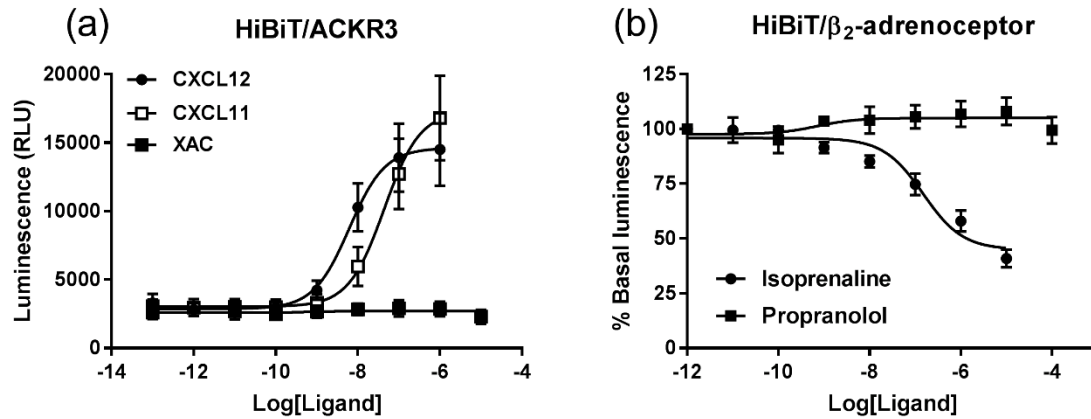 (a)
HiBiT/ACKR3
Luminescence (RLU)
20000
15000
10000
5000
0
CXCL12
CXCL11
XAC
-14
-12
-10
-8
-6
-4
Log[Ligand]
(b)
HiBiT/β₂-adrenoceptor
% Basal luminescence
125
100
75
50
25
0
Isoprenaline
Propranolol
-12
-10
-8
-6
-4
Log[Ligand]